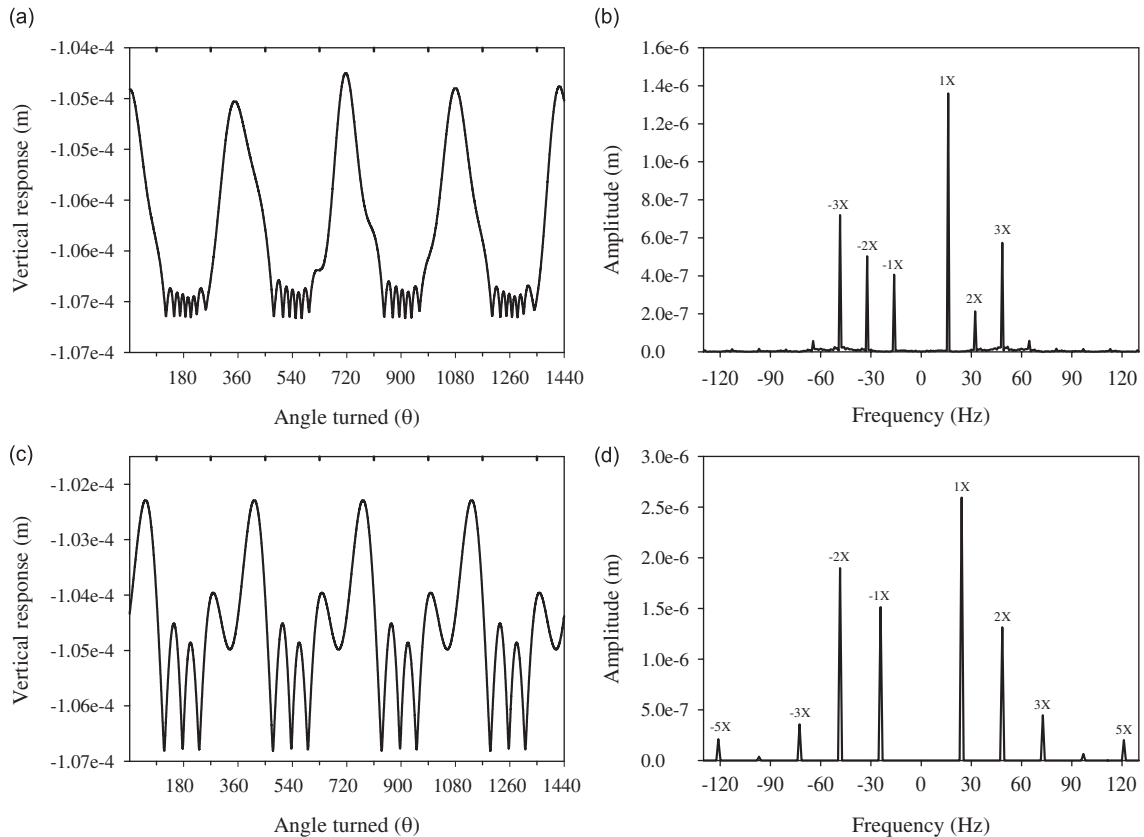 (a)
Vertical response (m)
-1.04e-4
-1.05e-4
-1.05e-4
-1.06e-4
-1.06e-4
-1.07e-4
-1.07e-4
180 360 540 720 900 1080 1260 1440
Angle turned (θ)
(b)
Amplitude (m)
1.6e-6
1.4e-6
1.2e-6
1.0e-6
8.0e-7
6.0e-7
4.0e-7
2.0e-7
0.0
-3X
-2X
-1X
1X
2X
3X
-120 -90 -60 -30 0 30 60 90 120
Frequency (Hz)
(c)
Vertical response (m)
-1.02e-4
-1.03e-4
-1.04e-4
-1.05e-4
-1.06e-4
-1.07e-4
180 360 540 720 900 1080 1260 1440
Angle turned (θ)
(d)
Amplitude (m)
3.0e-6
2.5e-6
2.0e-6
1.5e-6
1.0e-6
5.0e-7
0.0
-5X
-3X
-2X
-1X
1X
2X
3X
5X
-120 -90 -60 -30 0 30 60 90 120
Frequency (Hz)